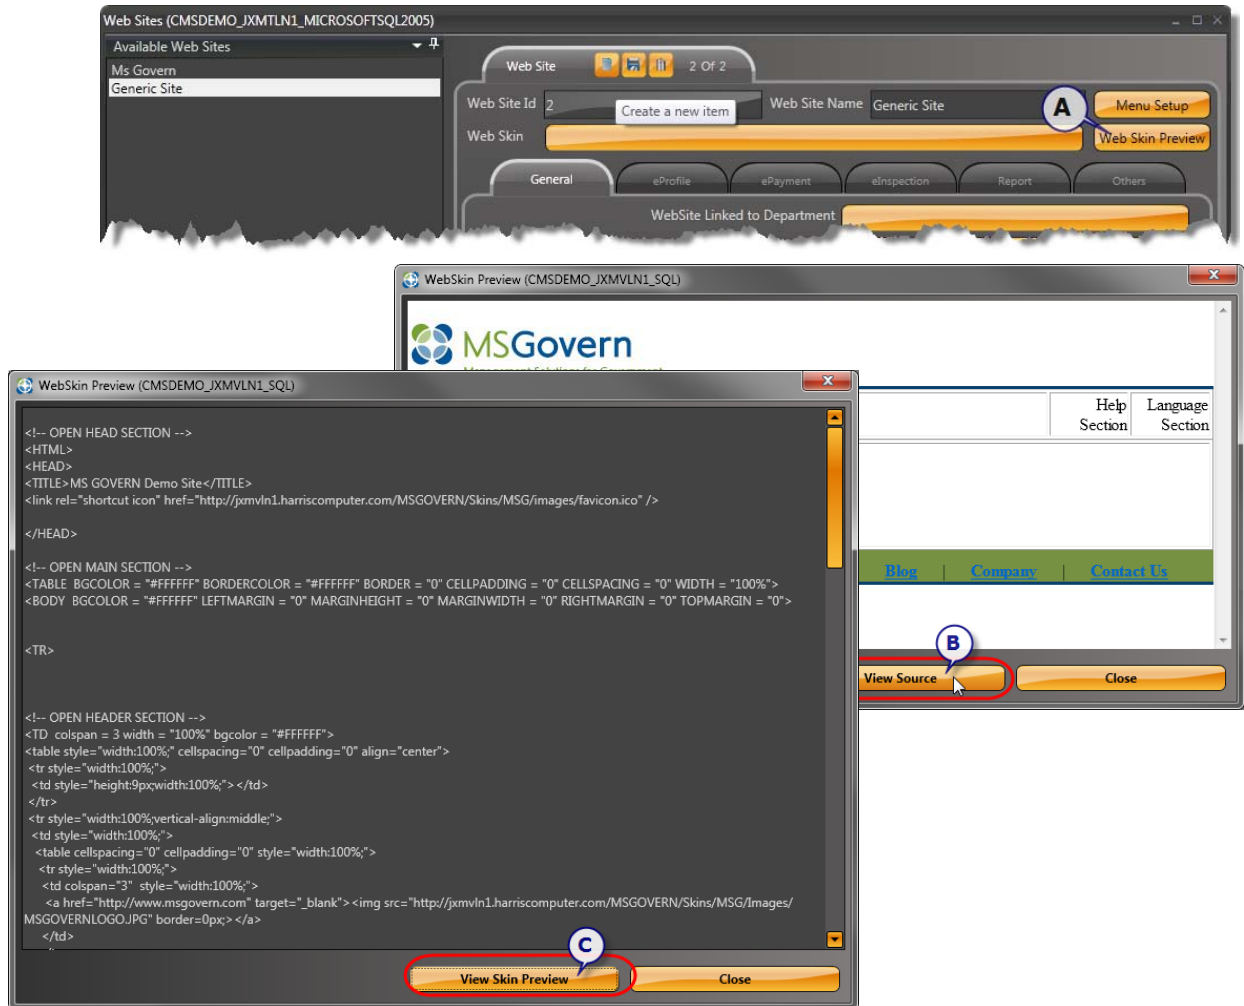 Web Sites (CMSDEMO_JXMTLN1_MICROSOFTSQL2005)
Available Web Sites
Ms Govern
Generic Site
Web Site 2 Of 2
Web Site Id 2 Web Site Name Generic Site Menu Setup
Create a new item
A
Web Skin Web Skin Preview
General eProfile ePayment eInspection Report Others
WebSite Linked to Department
WebSkin Preview (CMSDEMO_JXMVLN1_SQL)
MSGovern
Management Solutions for Government
Help Section
Language Section
Blog | Company | Contact Us
B
View Source Close
WebSkin Preview (CMSDEMO_JXMVLN1_SQL)
<!-- OPEN HEAD SECTION -->
<HTML>
<HEAD>
<TITLE>MS GOVERN Demo Site</TITLE>
<link rel="shortcut icon" href="http://jxmvln1.harriscomputer.com/MSGOVERN/Skins/MSG/images/favicon.ico" />
</HEAD>
<!-- OPEN MAIN SECTION -->
<TABLE BGCOLOR = "#FFFFFF" BORDERCOLOR = "#FFFFFF" BORDER = "0" CELLPADDING = "0" CELLSPACING = "0" WIDTH = "100%">
<BODY BGCOLOR = "#FFFFFF" LEFTMARGIN = "0" MARGINHEIGHT = "0" MARGINWIDTH = "0" RIGHTMARGIN = "0" TOPMARGIN = "0">
<TR>
<!-- OPEN HEADER SECTION -->
<TD colspan = 3 width = "100%" bgcolor = "#FFFFFF">
<table style="width:100%;" cellspacing="0" cellpadding="0" align="center">
<tr style="width:100%;">
<td style="height:9px;width:100%;"></td>
</tr>
<tr style="width:100%;vertical-align:middle;">
<td style="width:100%;">
<table cellspacing="0" cellpadding="0" style="width:100%;">
<tr style="width:100%;">
<td colspan="3" style="width:100%;">
<a href="http://www.msgovern.com" target="_blank"><img src="http://jxmvln1.harriscomputer.com/MSGOVERN/Skins/MSG/Images/
MSGOVERNLOGO.JPG" border=0px;></a>
</td>
C
View Skin Preview Close